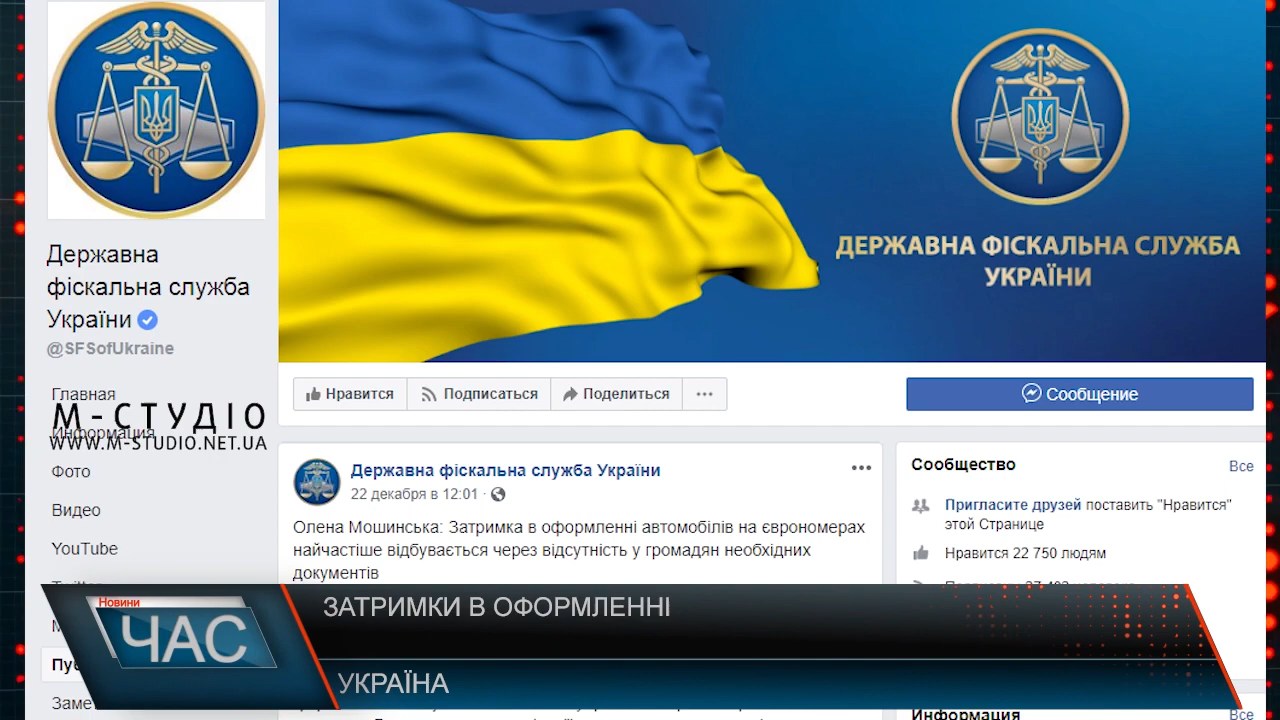 ДЕРЖАВНА ФІСКАЛЬНА СЛУЖБА
УКРАЇНИ
Державна
фіскальна служба
України
@SFSofUkraine
Главная
Информация
Фото
Видео
YouTube
Twitter
М-СТУДІО
WWW.M-STUDIO.NET.UA
Нравится
Подписаться
Поделиться
Сообщение
Державна фіскальна служба України
22 декабря в 12:01
Олена Мошинська: Затримка в оформленні автомобілів на єврономерах
найчастіше відбувається через відсутність у громадян необхідних
документів
Сообщество
Все
Пригласите друзей поставить "Нравится"
этой Странице
Нравится 22 750 людям
Информация
Все
Новини
ЧАС
ЗАТРИМКИ В ОФОРМЛЕННІ
УКРАЇНА